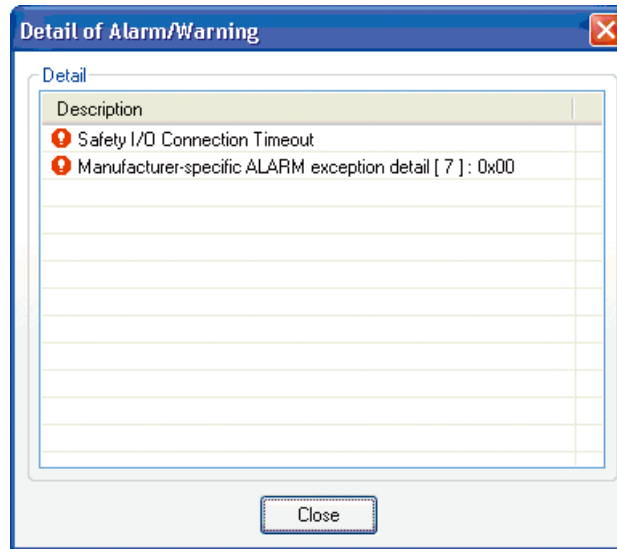 Detail of Alarm/Warning
Detail
Description
Safety I/O Connection Timeout
Manufacturer-specific ALARM exception detail [ 7 ] : 0x00
Close